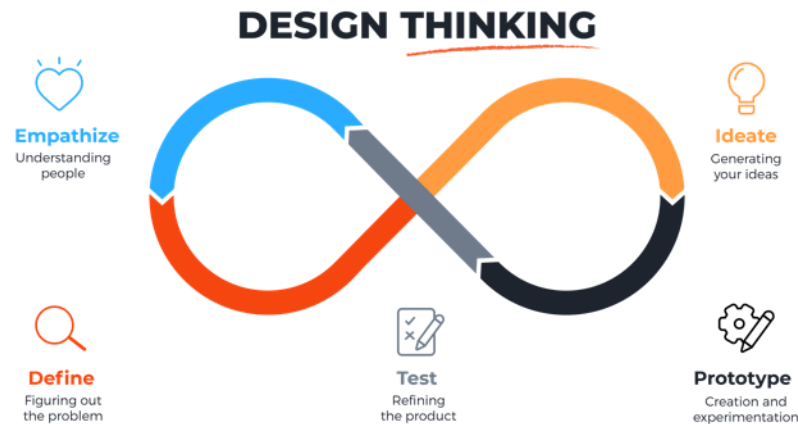 DESIGN THINKING
Empathize
Understanding
people
Ideate
Generating
your ideas
Define
Figuring out
the problem
Test
Refining
the product
Prototype
Creation and
experimentation